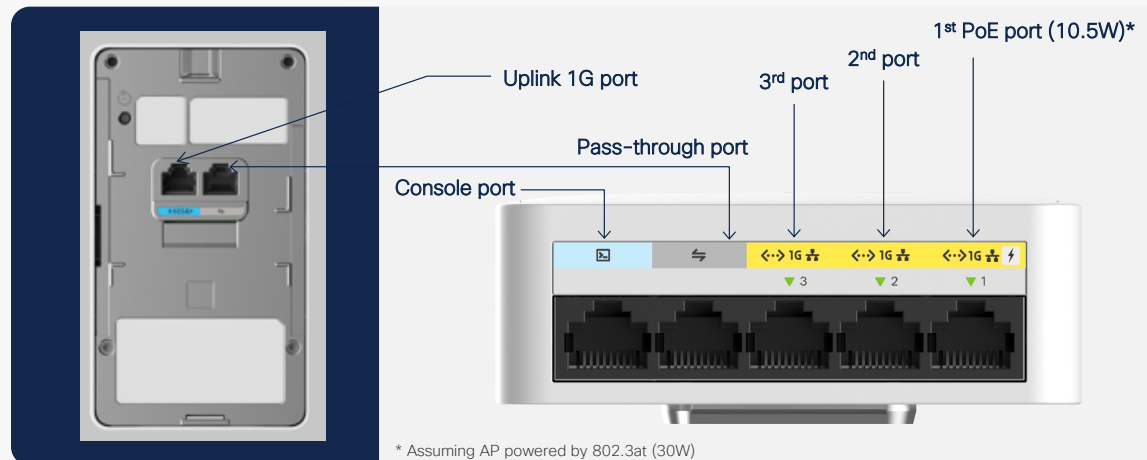 1st PoE port (10.5W)*
2nd port
3rd port
Uplink 1G port
Pass-through port
Console port
1G
1G
1G
3
2
1
* Assuming AP powered by 802.3at (30W)